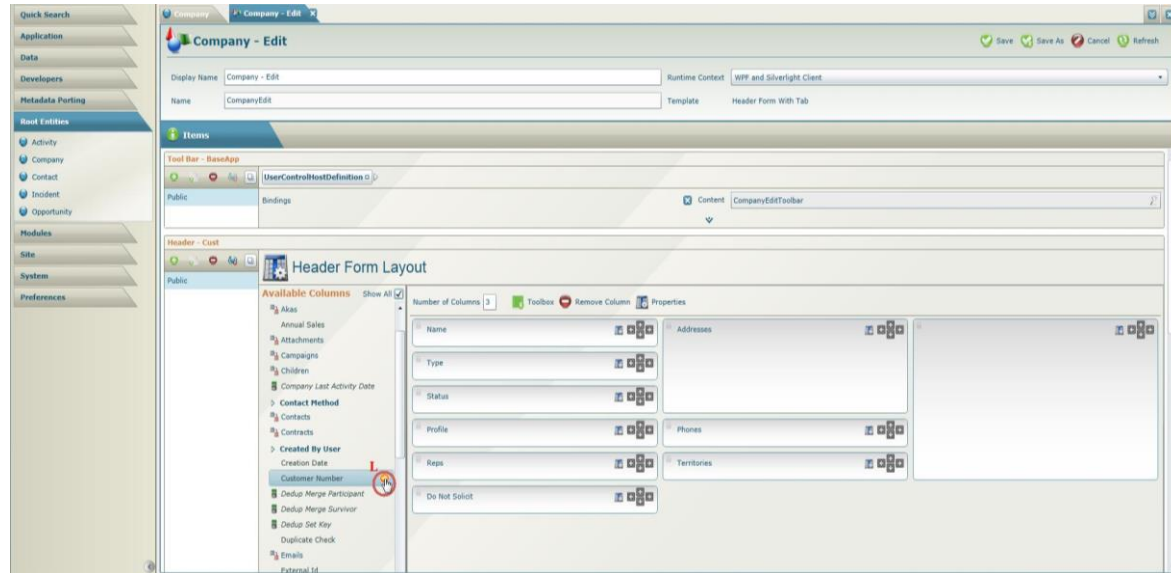 Quick Search
Application
Data
Developers
Metadata Porting
Root Entities
Activity
Company
Contact
Incident
Opportunity
Modules
Site
System
Preferences
Company
Company - Edit X
Company - Edit
Save Save As Cancel Refresh
Display Name Company - Edit Runtime Context WPF and Silverlight Client
Name CompanyEdit Template Header Form With Tab
Items
Tool Bar - BaseApp
UserControlHostDefinition
Public Bindings Content CompanyEditToolbar
Header - Cust
Public
Header Form Layout
Available Columns Show All
Number of Columns 3 Toolbox Remove Column Properties
Akas
Annual Sales
Attachments
Campaigns
Children
Company Last Activity Date
Contact Method
Contacts
Contracts
Created By User
Creation Date
L
Customer Number
Dedup Merge Participant
Dedup Merge Survivor
Dedup Set Key
Duplicate Check
Emails
External Id
Name Addresses
Type
Status
Profile Phones
Reps Territories
Do Not Solicit